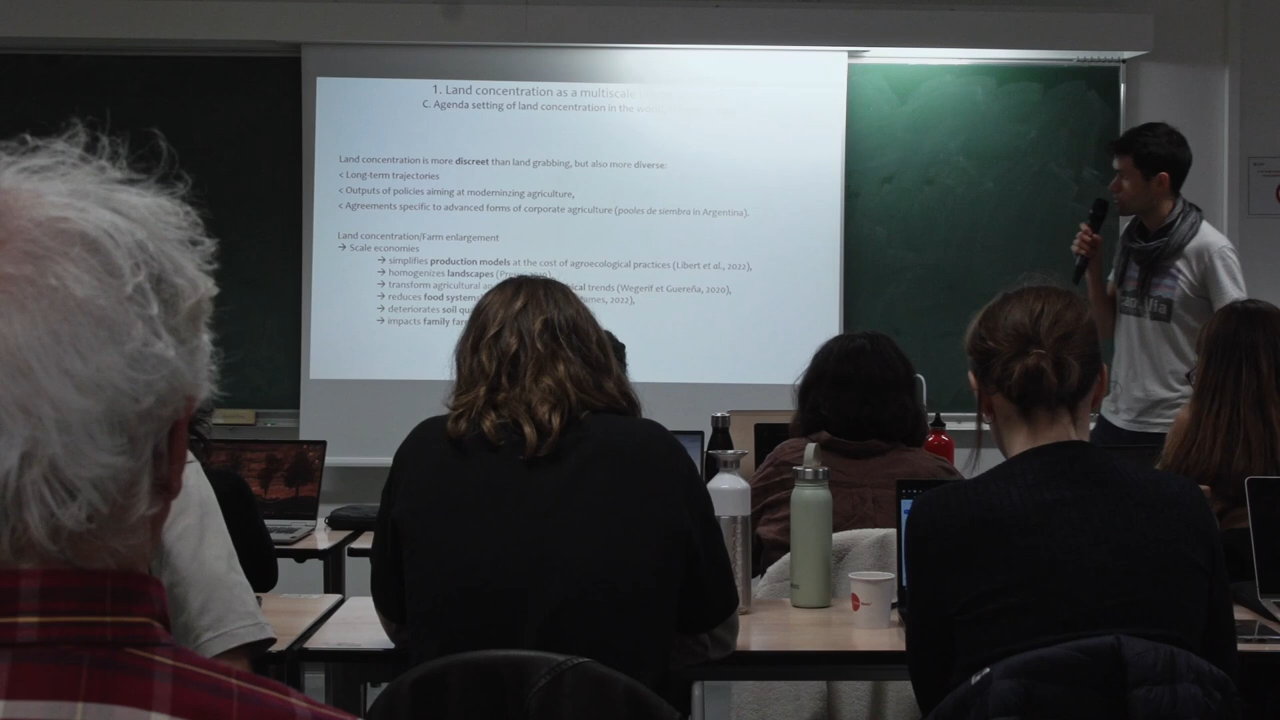 1. Land concentration as a multiscale
C. Agenda setting of land concentration in the
Land concentration is more discreet than land grabbing, but also more diverse:
< Long-term trajectories
< Outputs of policies aiming at moderninzing agriculture,
< Agreements specific to advanced forms of corporate agriculture (pooles de siembra in Argentina).
Land concentration/Farm enlargement
→ Scale economies
→ simplifies production models at the cost of agroecological practices (Libert et al., 2022),
→ homogenizes landscapes
→ transform agricultural trends (Wegerif et Guereña, 2020),
→ reduces food 2022),
→ deteriorates soil
→ impacts family